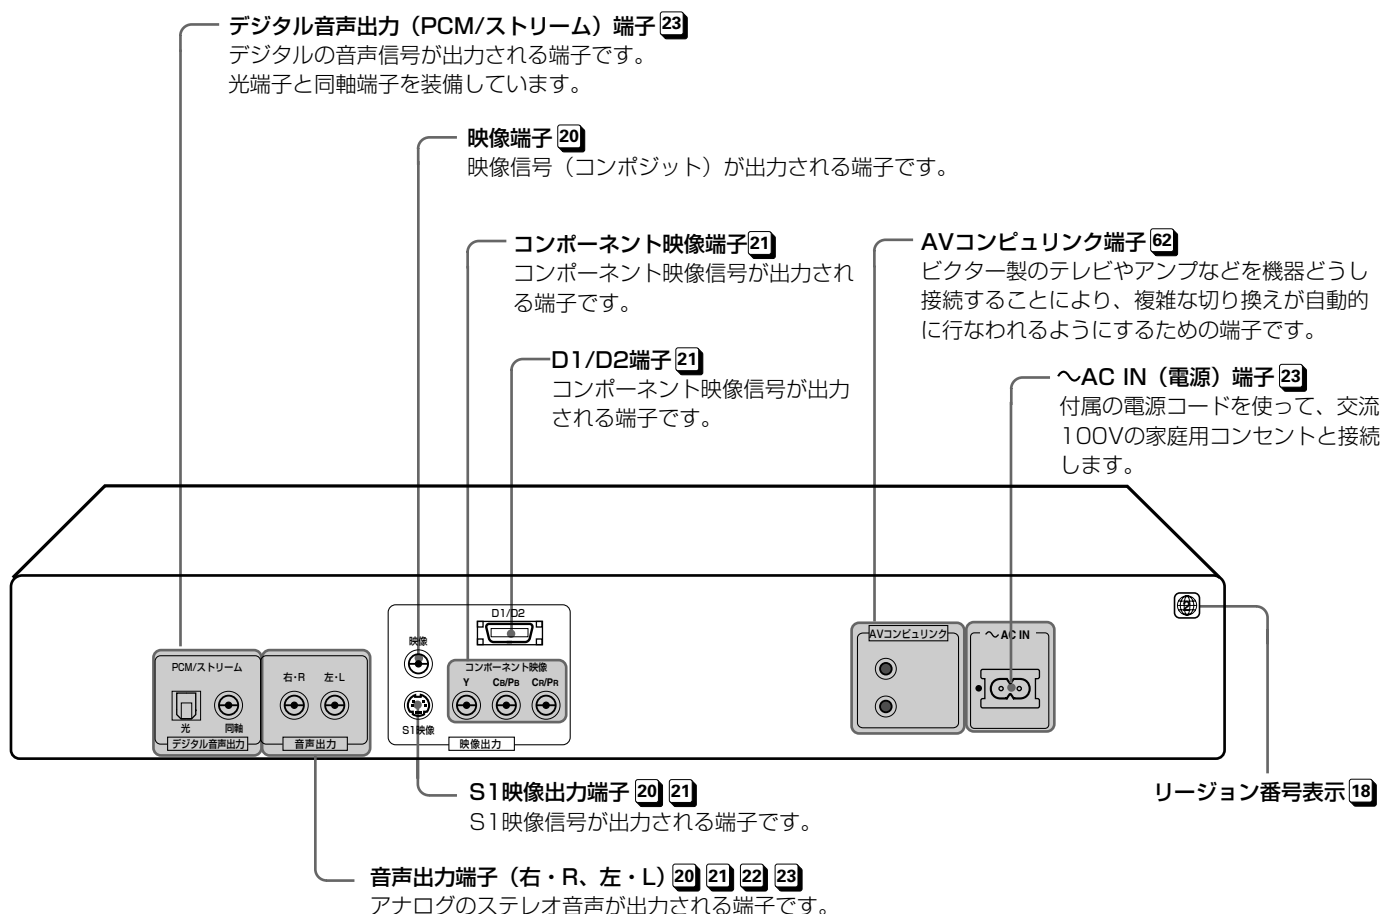 デジタル音声出力（PCM/ストリーム）端子 23
デジタルの音声信号が出力される端子です。
光端子と同軸端子を装備しています。
映像端子 20
映像信号（コンポジット）が出力される端子です。
コンポーネント映像端子 21
コンポーネント映像信号が出力され
る端子です。
AVコンピュリンク端子 62
ビクター製のテレビやアンプなどを機器どうし
接続することにより、複雑な切り換えが自動的
に行なわれるようにするための端子です。
D1/D2端子 21
コンポーネント映像信号が出力
される端子です。
〜AC IN（電源）端子 23
付属の電源コードを使って、交流
100Vの家庭用コンセントと接続
します。
PCM/ストリーム
光 同軸
デジタル音声出力
右・R 左・L
音声出力
映像
S1映像
D1/D2
コンポーネント映像
Y CB/PB CR/PR
映像出力
AVコンピュリンク
〜AC IN
2
S1映像出力端子 20 21
S1映像信号が出力される端子です。
リージョン番号表示 18
音声出力端子（右・R、左・L） 20 21 22 23
アナログのステレオ音声が出力される端子です。